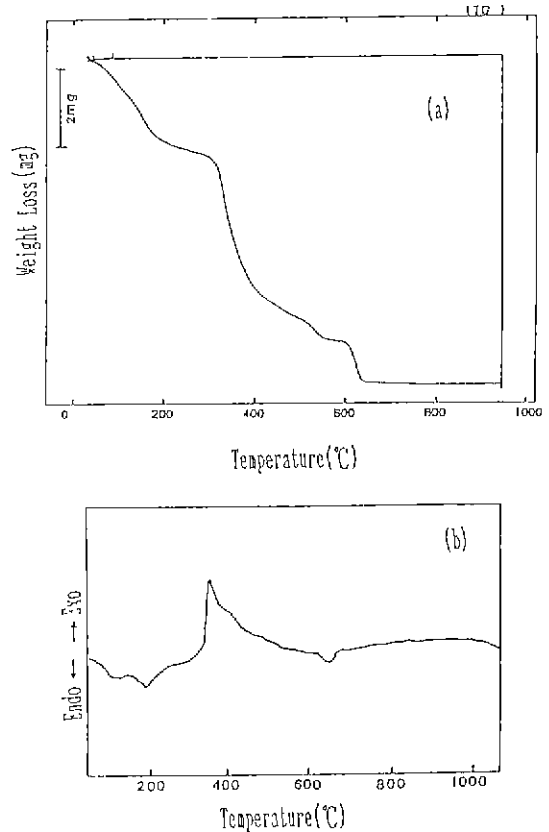 (TG )
(a)
2mg
Weight Loss(mg)
0 200 400 600 800 1000
Temperature(℃)
(b)
Endo ← → Exo
200 400 600 800 1000
Temperature(℃)